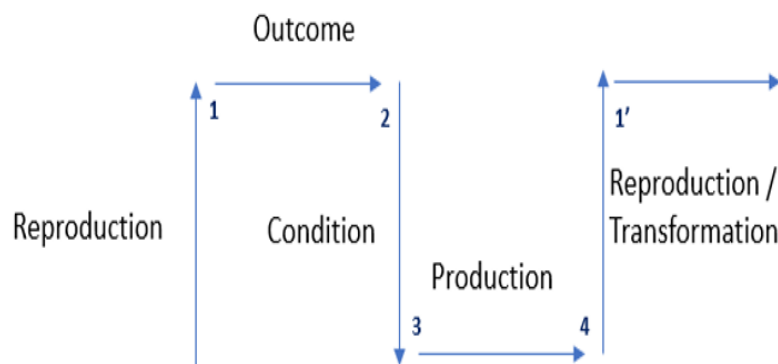 Outcome
1
2
1′
Reproduction
Condition
Reproduction /
Transformation
Production
3
4